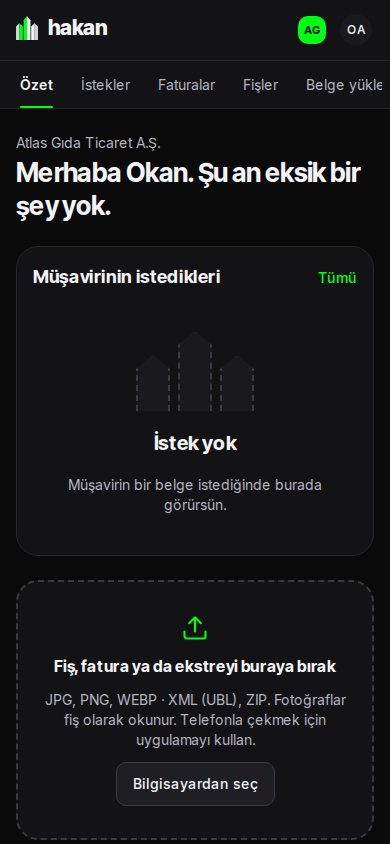 hakan
AG
OA
Özet
İstekler
Faturalar
Fişler
Belge yükle
Atlas Gıda Ticaret A.Ş.
Merhaba Okan. Şu an eksik bir
şey yok.
Müşavirinin istedikleri
Tümü
İstek yok
Müşavirin bir belge istediğinde burada
görürsün.
Fiş, fatura ya da ekstreyi buraya bırak
JPG, PNG, WEBP · XML (UBL), ZIP. Fotoğraflar
fiş olarak okunur. Telefonla çekmek için
uygulamayı kullan.
Bilgisayardan seç